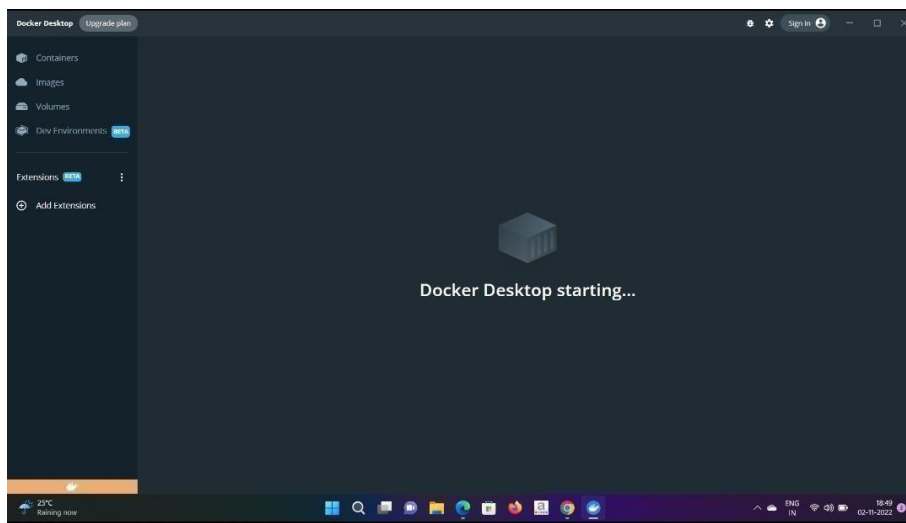 Docker Desktop Upgrade plan
Sign in
Containers
Images
Volumes
Dev Environments BETA
Extensions BETA
Add Extensions
Docker Desktop starting...
25°C
Raining now
a
ENG
IN
18:49
02-11-2022